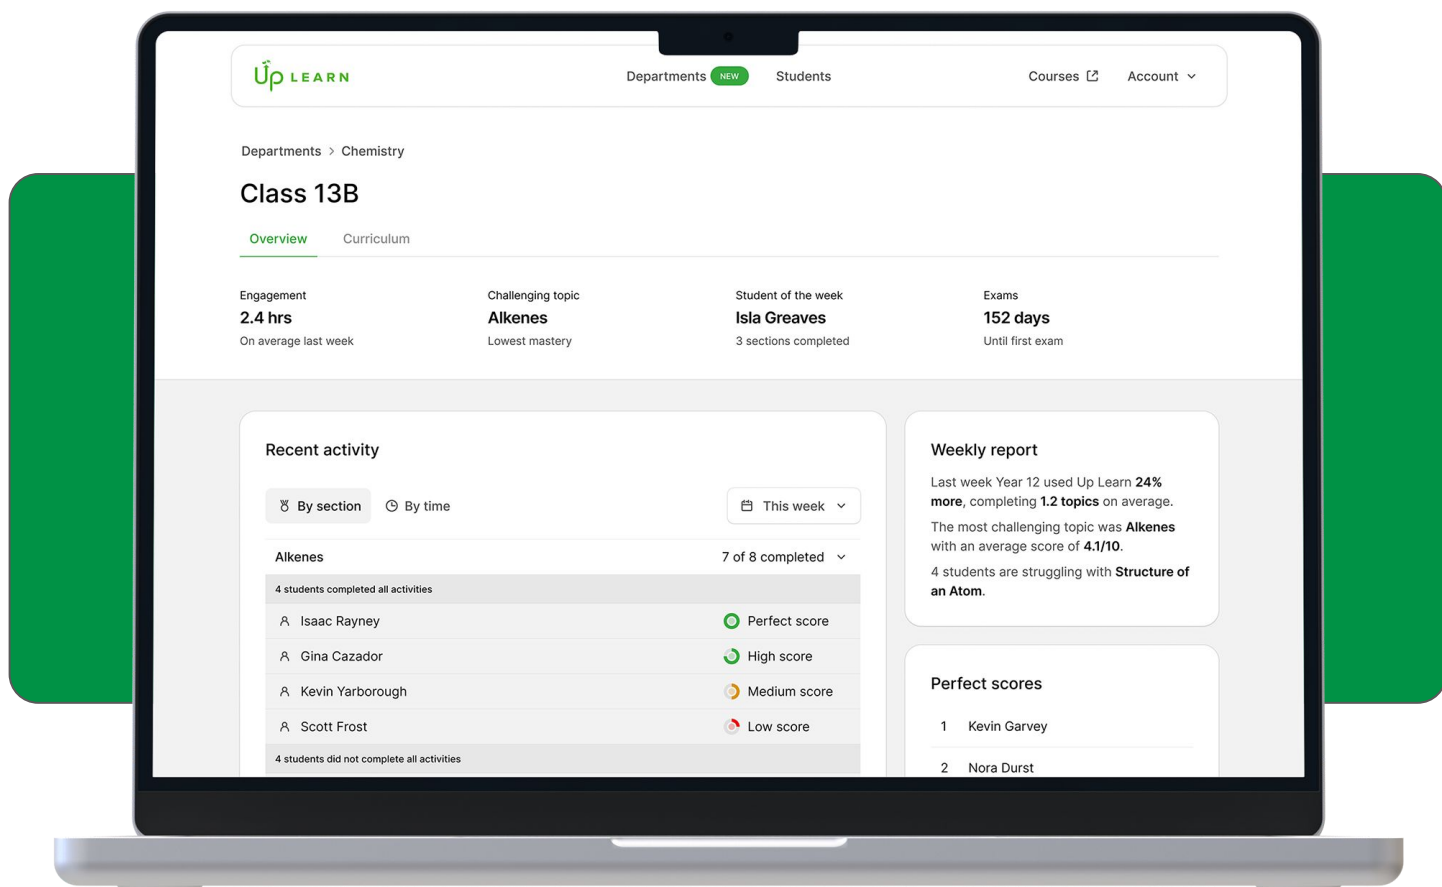 Up LEARN
Departments NEW Students Courses Account
Departments > Chemistry
Class 13B
Overview Curriculum
Engagement
2.4 hrs
On average last week
Challenging topic
Alkenes
Lowest mastery
Student of the week
Isla Greaves
3 sections completed
Exams
152 days
Until first exam
Recent activity
By section By time This week
Alkenes 7 of 8 completed
4 students completed all activities
Isaac Rayney Perfect score
Gina Cazador High score
Kevin Yarborough Medium score
Scott Frost Low score
4 students did not complete all activities
Weekly report
Last week Year 12 used Up Learn 24%
more, completing 1.2 topics on average.
The most challenging topic was Alkenes
with an average score of 4.1/10.
4 students are struggling with Structure of
an Atom.
Perfect scores
1 Kevin Garvey
2 Nora Durst